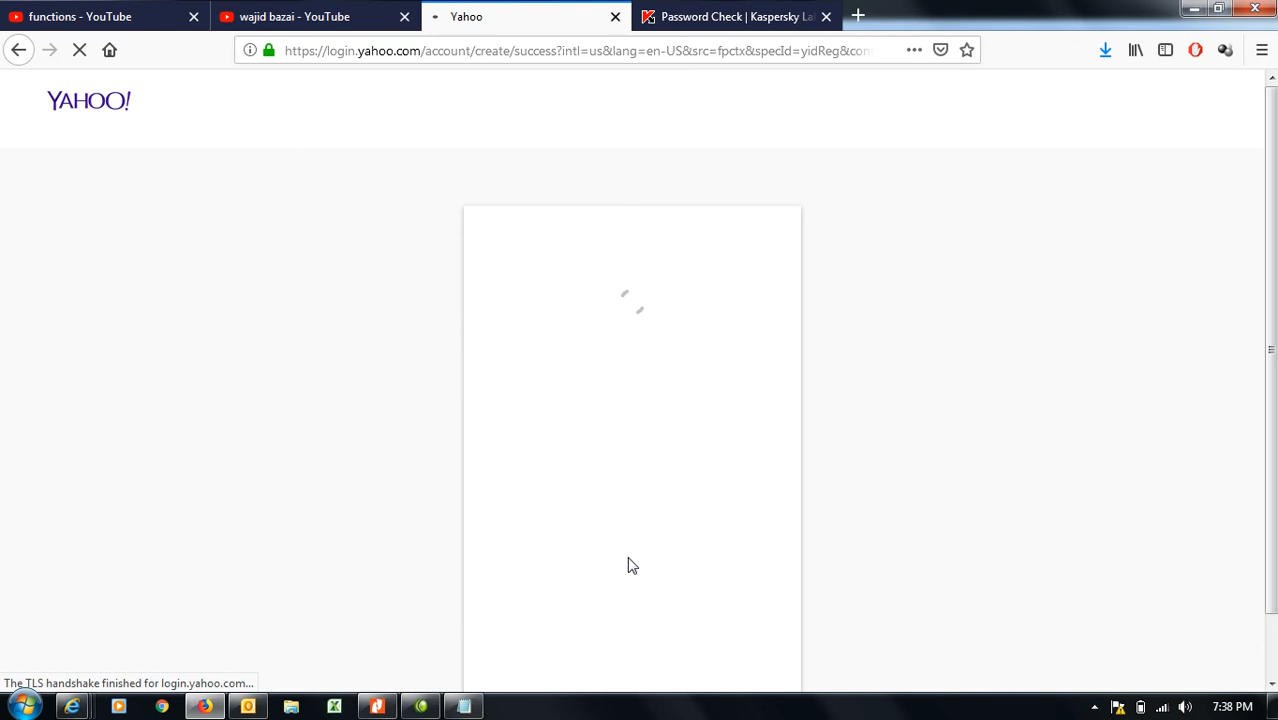 functions - YouTube
wajid bazai - YouTube
Yahoo
Password Check | Kaspersky La
https://login.yahoo.com/account/create/success?intl=us&lang=en-US&src=fpctx&specId=yidReg&con
YAHOO!
The TLS handshake finished for login.yahoo.com...
7:38 PM